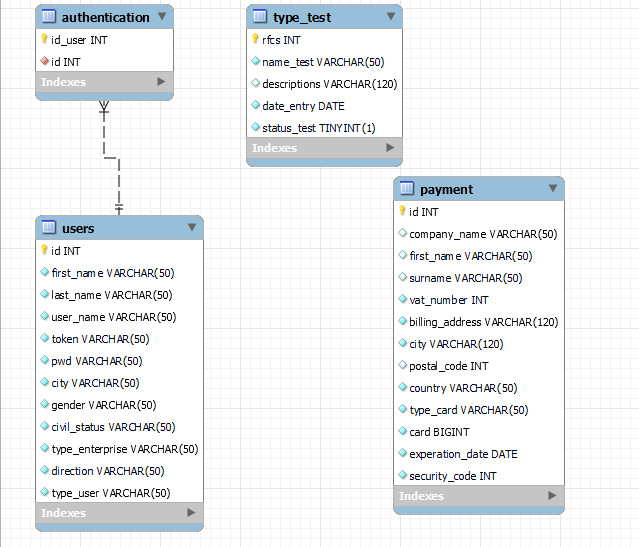 authentication
id_user INT
id INT
Indexes
type_test
rfcs INT
name_test VARCHAR(50)
descriptions VARCHAR(120)
date_entry DATE
status_test TINYINT(1)
Indexes
users
id INT
first_name VARCHAR(50)
last_name VARCHAR(50)
user_name VARCHAR(50)
token VARCHAR(50)
pwd VARCHAR(50)
city VARCHAR(50)
gender VARCHAR(50)
civil_status VARCHAR(50)
type_enterprise VARCHAR(50)
direction VARCHAR(50)
type_user VARCHAR(50)
Indexes
payment
id INT
company_name VARCHAR(50)
first_name VARCHAR(50)
surname VARCHAR(50)
vat_number INT
billing_address VARCHAR(120)
city VARCHAR(120)
postal_code INT
country VARCHAR(50)
type_card VARCHAR(50)
card BIGINT
experation_date DATE
security_code INT
Indexes